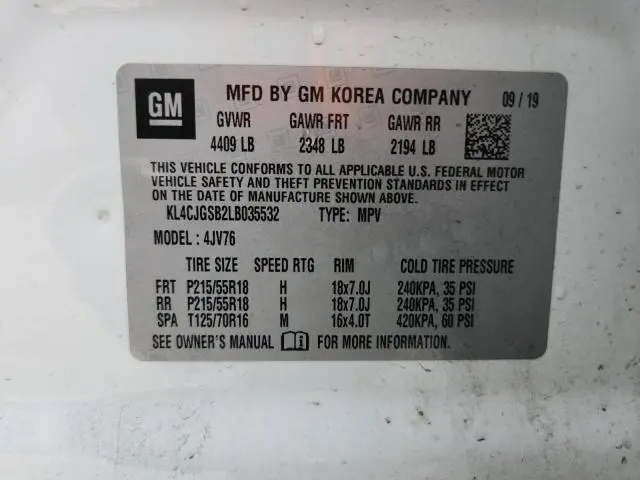 GM
MFD BY GM KOREA COMPANY 09/19
GVWR GAWR FRT GAWR RR
4409 LB 2348 LB 2194 LB
THIS VEHICLE CONFORMS TO ALL APPLICABLE U.S. FEDERAL MOTOR
VEHICLE SAFETY AND THEFT PREVENTION STANDARDS IN EFFECT
ON THE DATE OF MANUFACTURE SHOWN ABOVE.
KL4CJGSB2LB035532 TYPE: MPV
MODEL: 4JV76
TIRE SIZE SPEED RTG RIM COLD TIRE PRESSURE
FRT P215/55R18 H 18x7.0J 240KPA, 35 PSI
RR P215/55R18 H 18x7.0J 240KPA, 35 PSI
SPA T125/70R16 M 16x4.0T 420KPA, 60 PSI
SEE OWNER'S MANUAL FOR MORE INFORMATION.